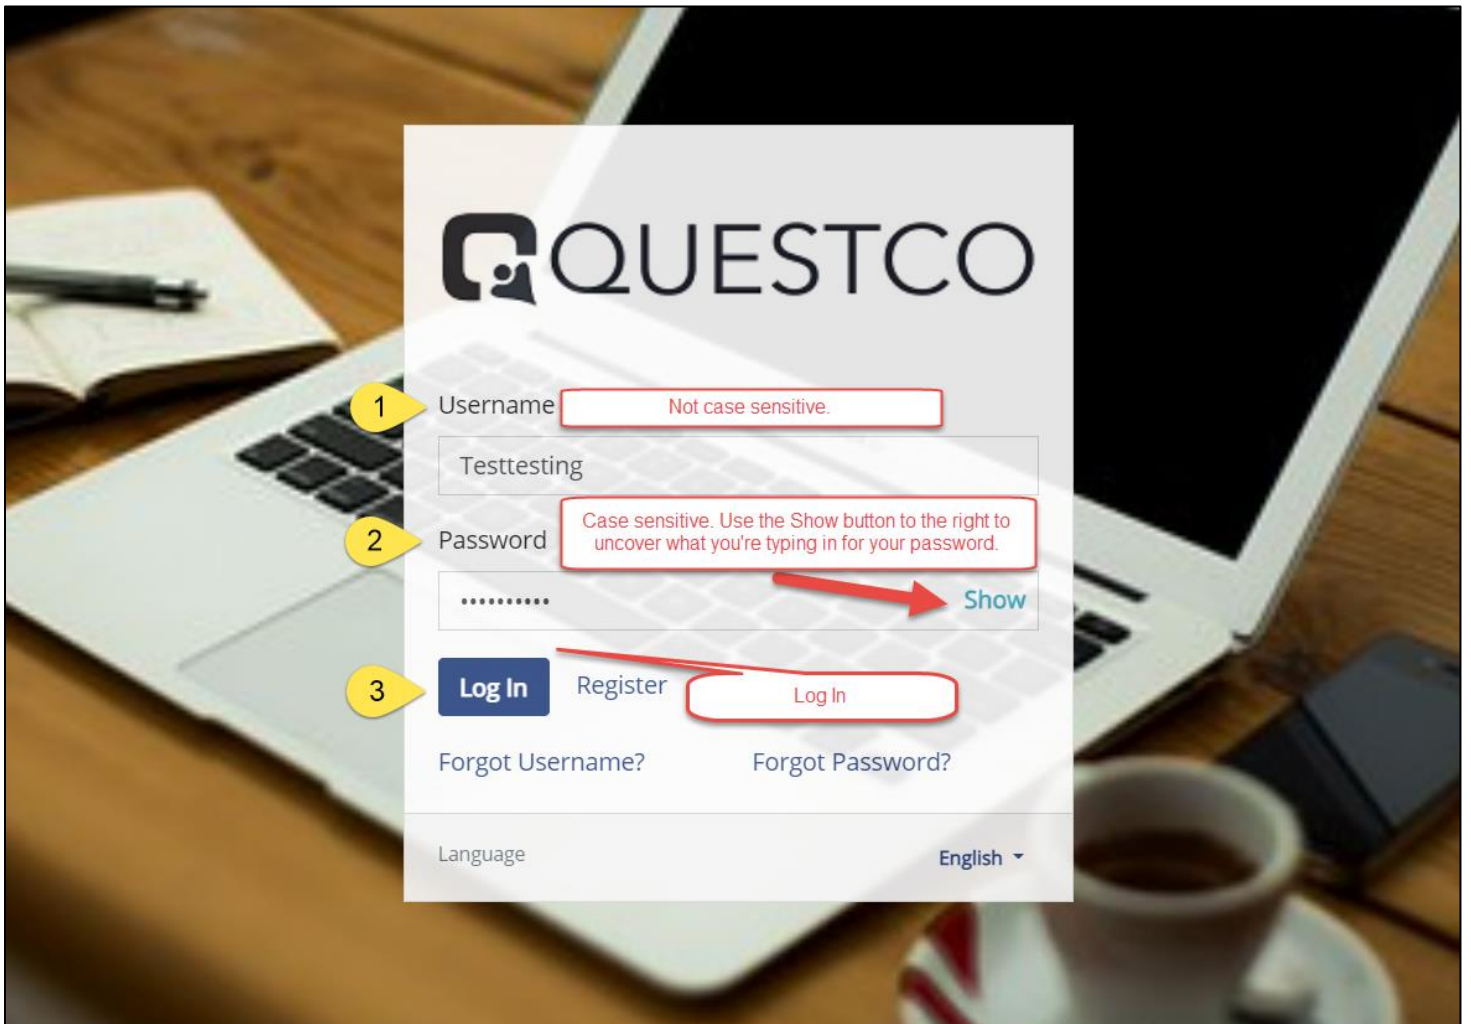 QUESTCO
1 Username Not case sensitive.
Testtesting
Case sensitive. Use the Show button to the right to
uncover what you're typing in for your password.
2 Password
•••••••••• Show
3 Log In Register Log In
Forgot Username? Forgot Password?
Language English